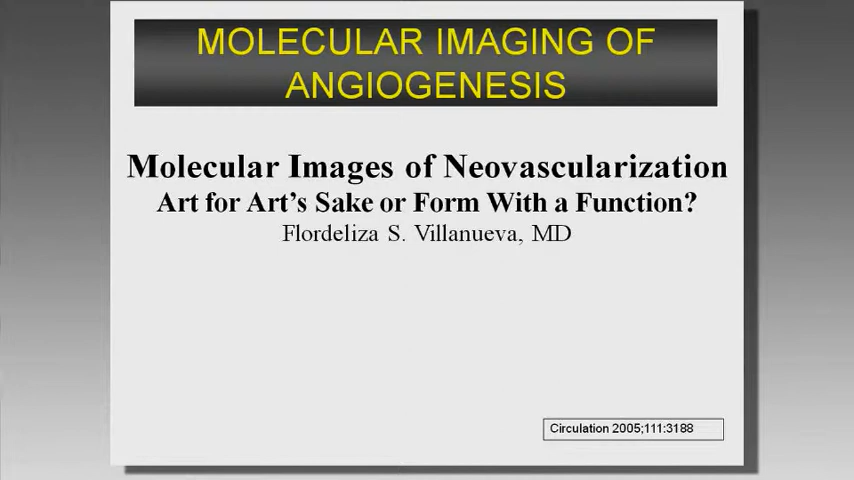 MOLECULAR IMAGING OF
ANGIOGENESIS
Molecular Images of Neovascularization
Art for Art's Sake or Form With a Function?
Flordeliza S. Villanueva, MD
Circulation 2005;111:3188